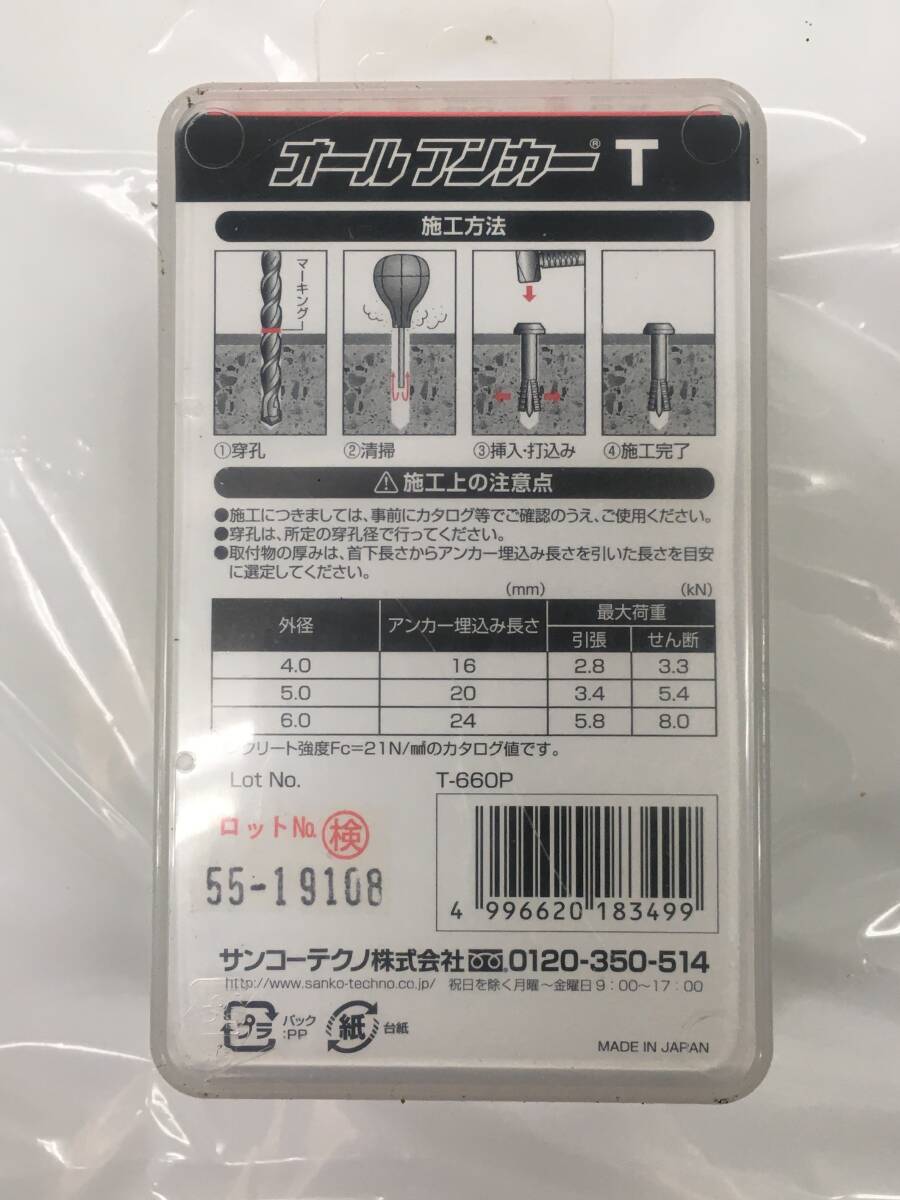 オールアンカー® T
施工方法
マーキング
①穿孔
②清掃
③挿入・打込み
④施工完了
⚠施工上の注意点
●施工につきましては、事前にカタログ等でご確認のうえ、ご使用ください。
●穿孔は、所定の穿孔径で行ってください。
●取付物の厚みは、首下長さからアンカー埋込み長さを引いた長さを目安
に選定してください。
(mm) (kN)
外径 アンカー埋込み長さ 最大荷重
引張 せん断
4.0 16 2.8 3.3
5.0 20 3.4 5.4
6.0 24 5.8 8.0
クリート強度Fc=21N/㎟のカタログ値です。
Lot No. T-660P
ロットNo. 検
55-19108
4 996620 183499
サンコーテクノ株式会社 0120-350-514
http://www.sanko-techno.co.jp/ 祝日を除く月曜〜金曜日9:00〜17:00
プラ パック
:PP
紙 台紙
MADE IN JAPAN